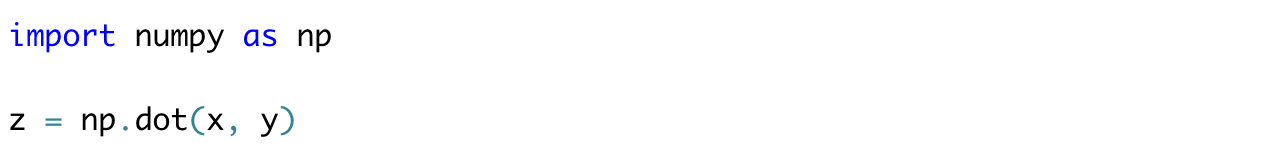 import numpy as np
z = np.dot(x, y)